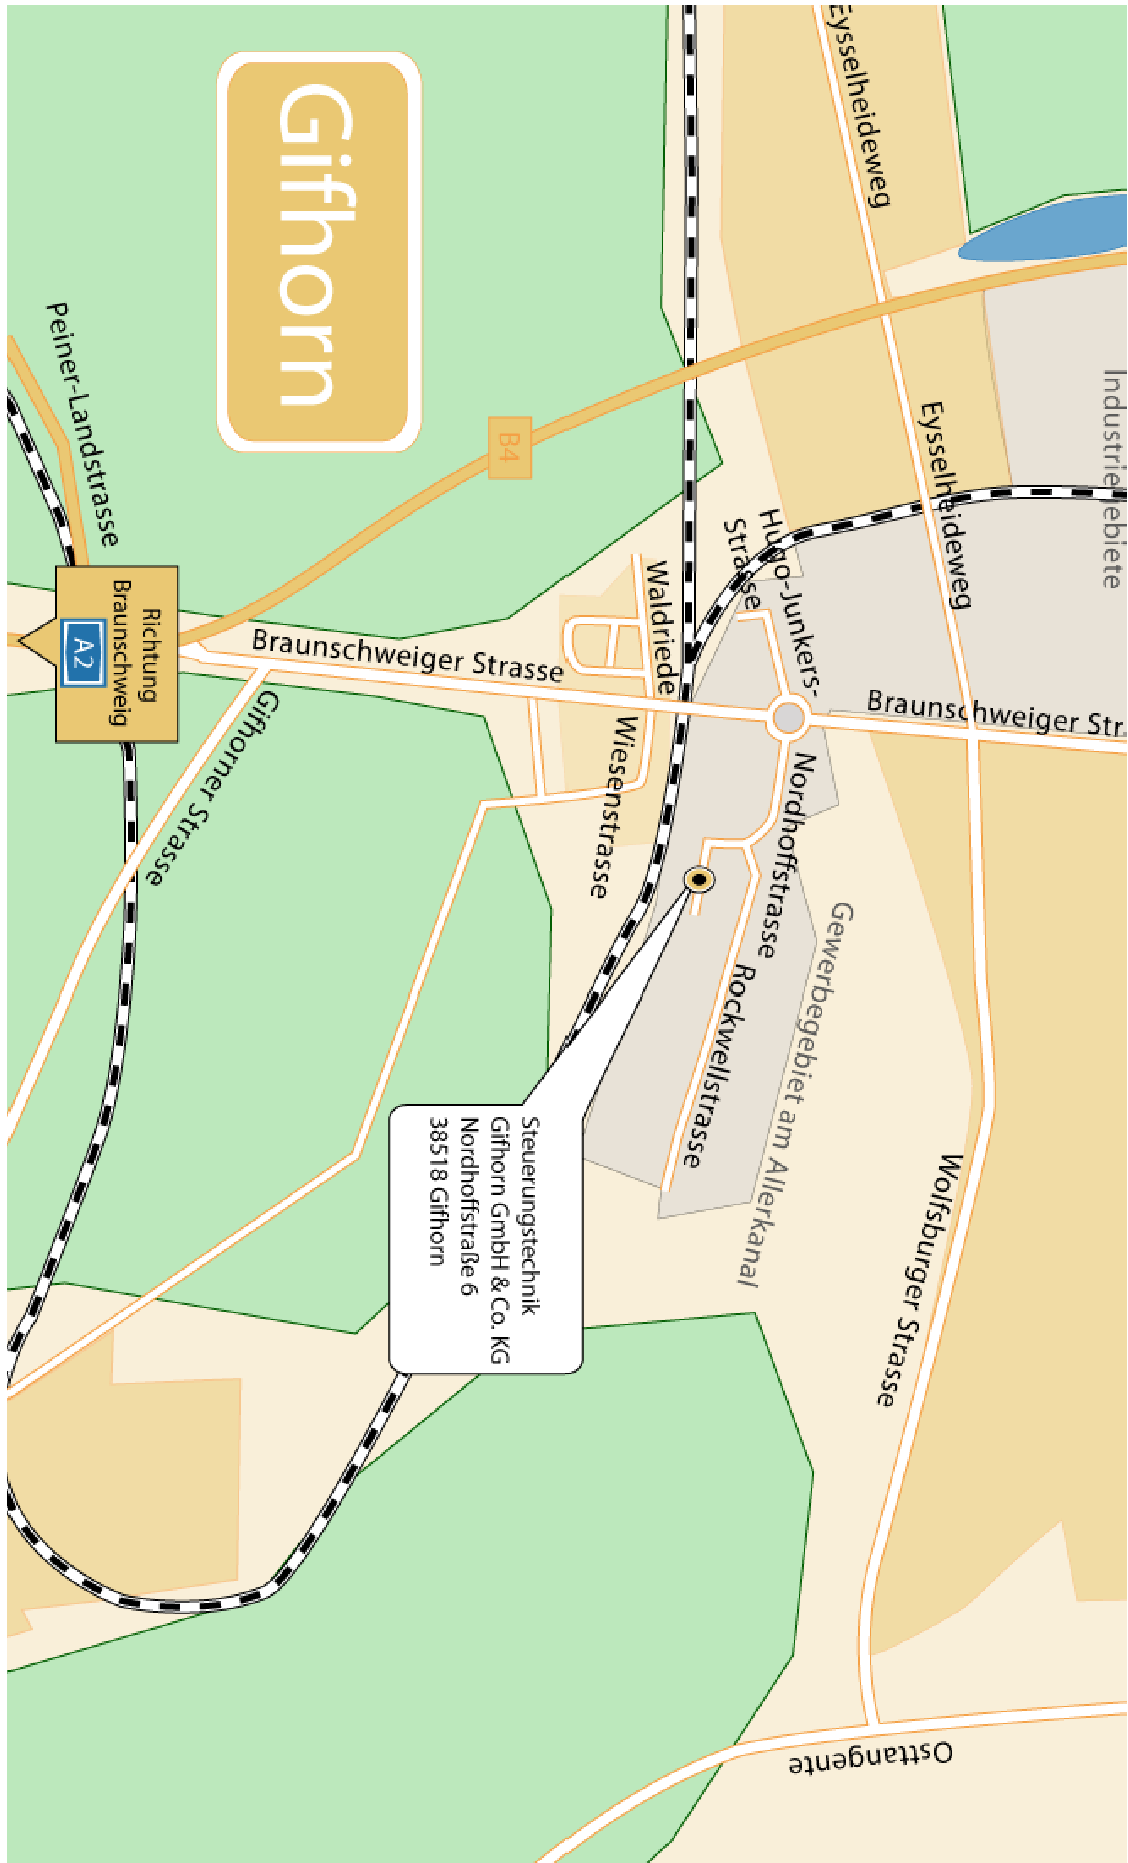 Gifhorn
Eysselheideweg
Industriegebiete
Eysselheideweg
Peiner-Landstrasse
B4
Hugo-Junkers-
Strasse
Waldriede
Richtung
Braunschweig
A2
Braunschweiger Strasse
Braunschweiger Str.
Gifhorner Strasse
Wiesenstrasse
Nordhoffstrasse
Gewerbegebiet am Allerkanal
Rockwellstrasse
Wolfsburger Strasse
Steuerungstechnik
Gifhorn GmbH & Co. KG
Nordhoffstraße 6
38518 Gifhorn
Osttangente